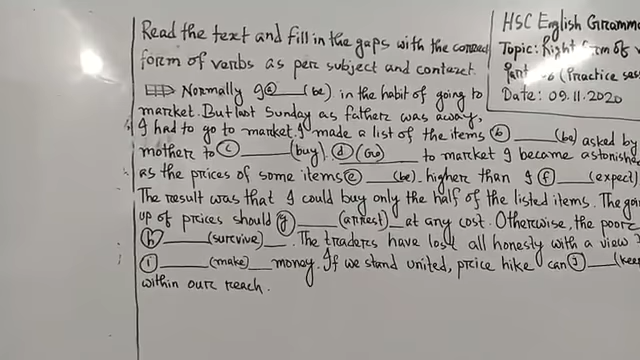 Read the text and fill in the gaps with the correct
form of verbs as per subject and context.
HSC English Gramma
Topic: Right form of v
Part (Practice ses
Date: 09.11.2020
Normally I ⓐ ___ (be) in the habit of going to
market. But last Sunday as father was away,
I had to go to market. I made a list of the items ⓑ ___ (be) asked by
mother to ⓒ ___ (buy). ⓓ (Go) ___ to market I became astonished
as the prices of some items ⓔ ___ (be) higher than I ⓕ ___ (expect)
The result was that I could buy only the half of the listed items. The goin
up of prices should ⓖ ___ (arrest) at any cost. Otherwise, the poor
ⓗ ___ (survive) __. The traders have lost all honesty with a view
ⓘ ___ (make) __ money. If we stand united, price hike can ⓙ ___ (keep
within our reach.